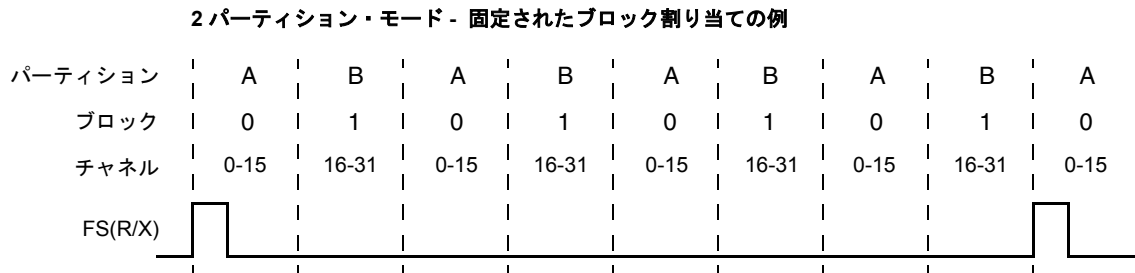 2 パーティション・モード - 固定されたブロック割り当ての例
パーティション A B A B A B A B A
ブロック 0 1 0 1 0 1 0 1 0
チャネル 0-15 16-31 0-15 16-31 0-15 16-31 0-15 16-31 0-15
FS(R/X)